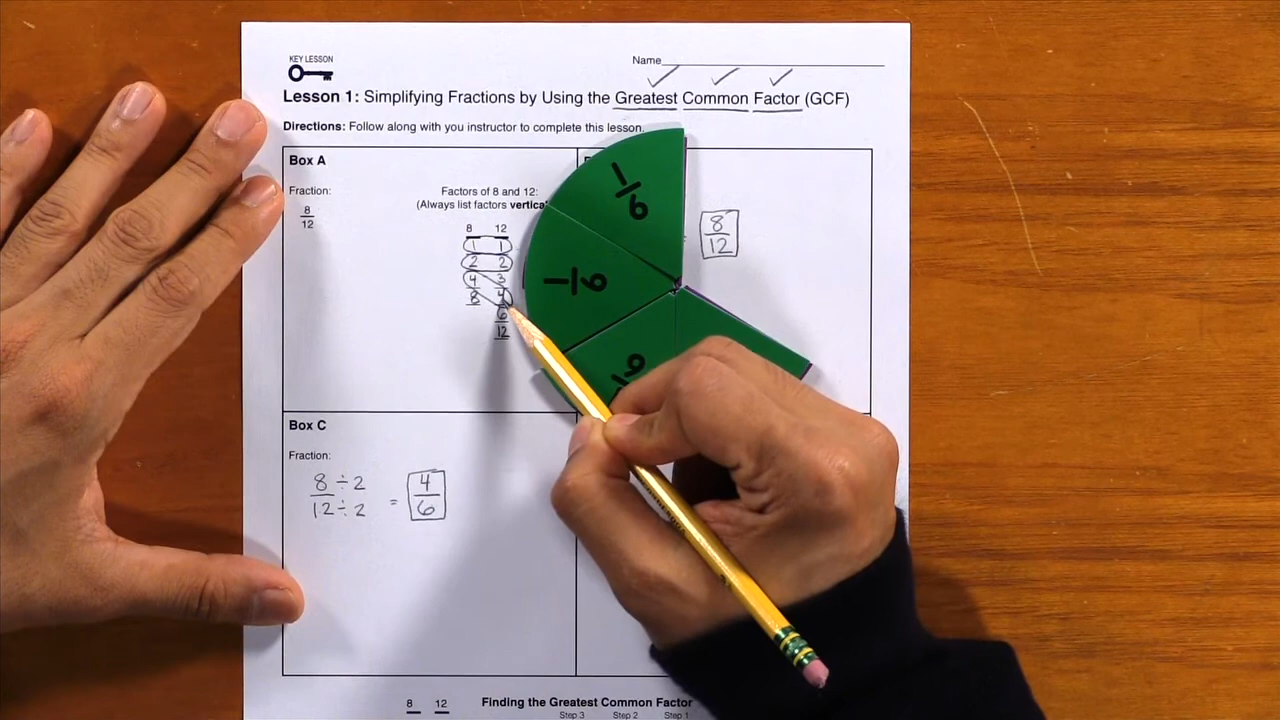 KEY LESSON
Name
Lesson 1: Simplifying Fractions by Using the Greatest Common Factor (GCF)
Directions: Follow along with you instructor to complete this lesson.
Box A
Fraction:
8
12
Factors of 8 and 12:
(Always list factors
8 12
1 1
2 2
4 3
8 4
6
12
1/6
1/6
8
12
Box C
Fraction:
8 ÷ 2
12 ÷ 2
=
4
6
8 12
Finding the Greatest Common Factor
Step 3 Step 2 Step 1